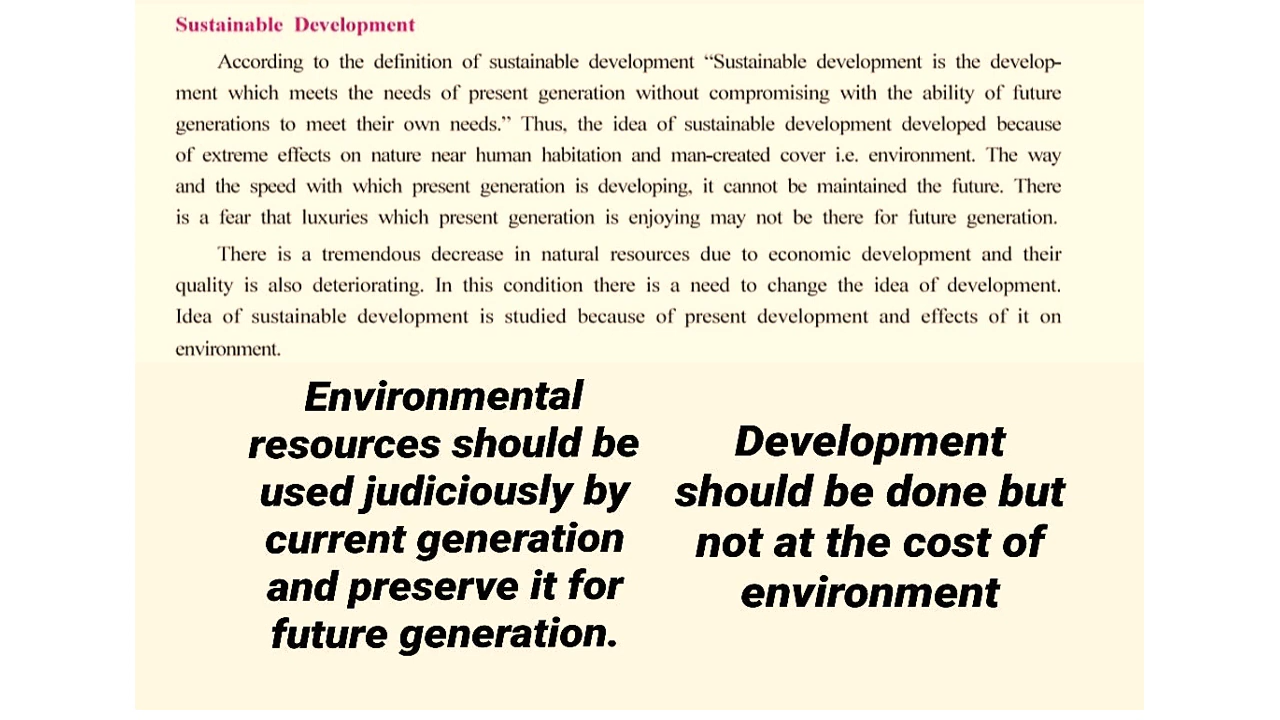 Sustainable Development
According to the definition of sustainable development “Sustainable development is the develop-
ment which meets the needs of present generation without compromising with the ability of future
generations to meet their own needs.” Thus, the idea of sustainable development developed because
of extreme effects on nature near human habitation and man-created cover i.e. environment. The way
and the speed with which present generation is developing, it cannot be maintained the future. There
is a fear that luxuries which present generation is enjoying may not be there for future generation.
There is a tremendous decrease in natural resources due to economic development and their
quality is also deteriorating. In this condition there is a need to change the idea of development.
Idea of sustainable development is studied because of present development and effects of it on
environment.
Environmental
resources should be
used judiciously by
current generation
and preserve it for
future generation.
Development
should be done but
not at the cost of
environment